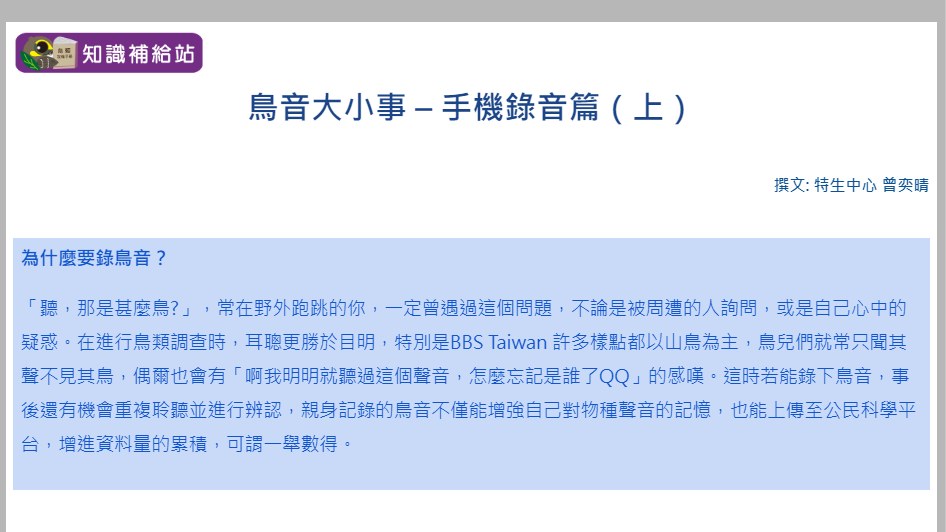 知識補給站
鳥音大小事 – 手機錄音篇（上）
撰文: 特生中心 曾奕晴
為什麼要錄鳥音？
「聽，那是甚麼鳥?」，常在野外跑跳的你，一定曾遇過這個問題，不論是被周遭的人詢問，或是自己心中的
疑惑。在進行鳥類調查時，耳聰更勝於目明，特別是BBS Taiwan 許多樣點都以山鳥為主，鳥兒們就常只聞其
聲不見其鳥，偶爾也會有「啊我明明就聽過這個聲音，怎麼忘記是誰了QQ」的感嘆。這時若能錄下鳥音，事
後還有機會重複聆聽並進行辨認，親身記錄的鳥音不僅能增強自己對物種聲音的記憶，也能上傳至公民科學平
台，增進資料量的累積，可謂一舉數得。